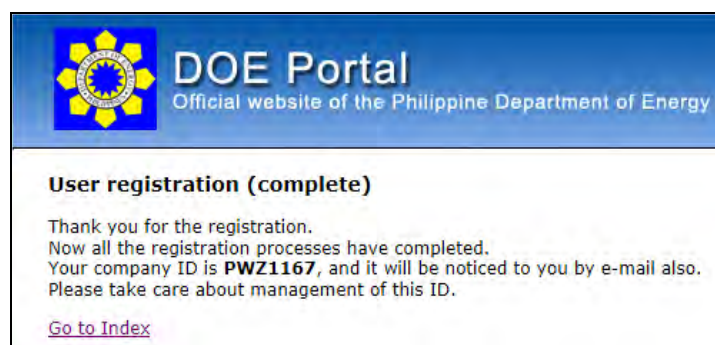 DOE Portal
Official website of the Philippine Department of Energy
User registration (complete)
Thank you for the registration.
Now all the registration processes have completed.
Your company ID is PWZ1167, and it will be noticed to you by e-mail also.
Please take care about management of this ID.
Go to Index